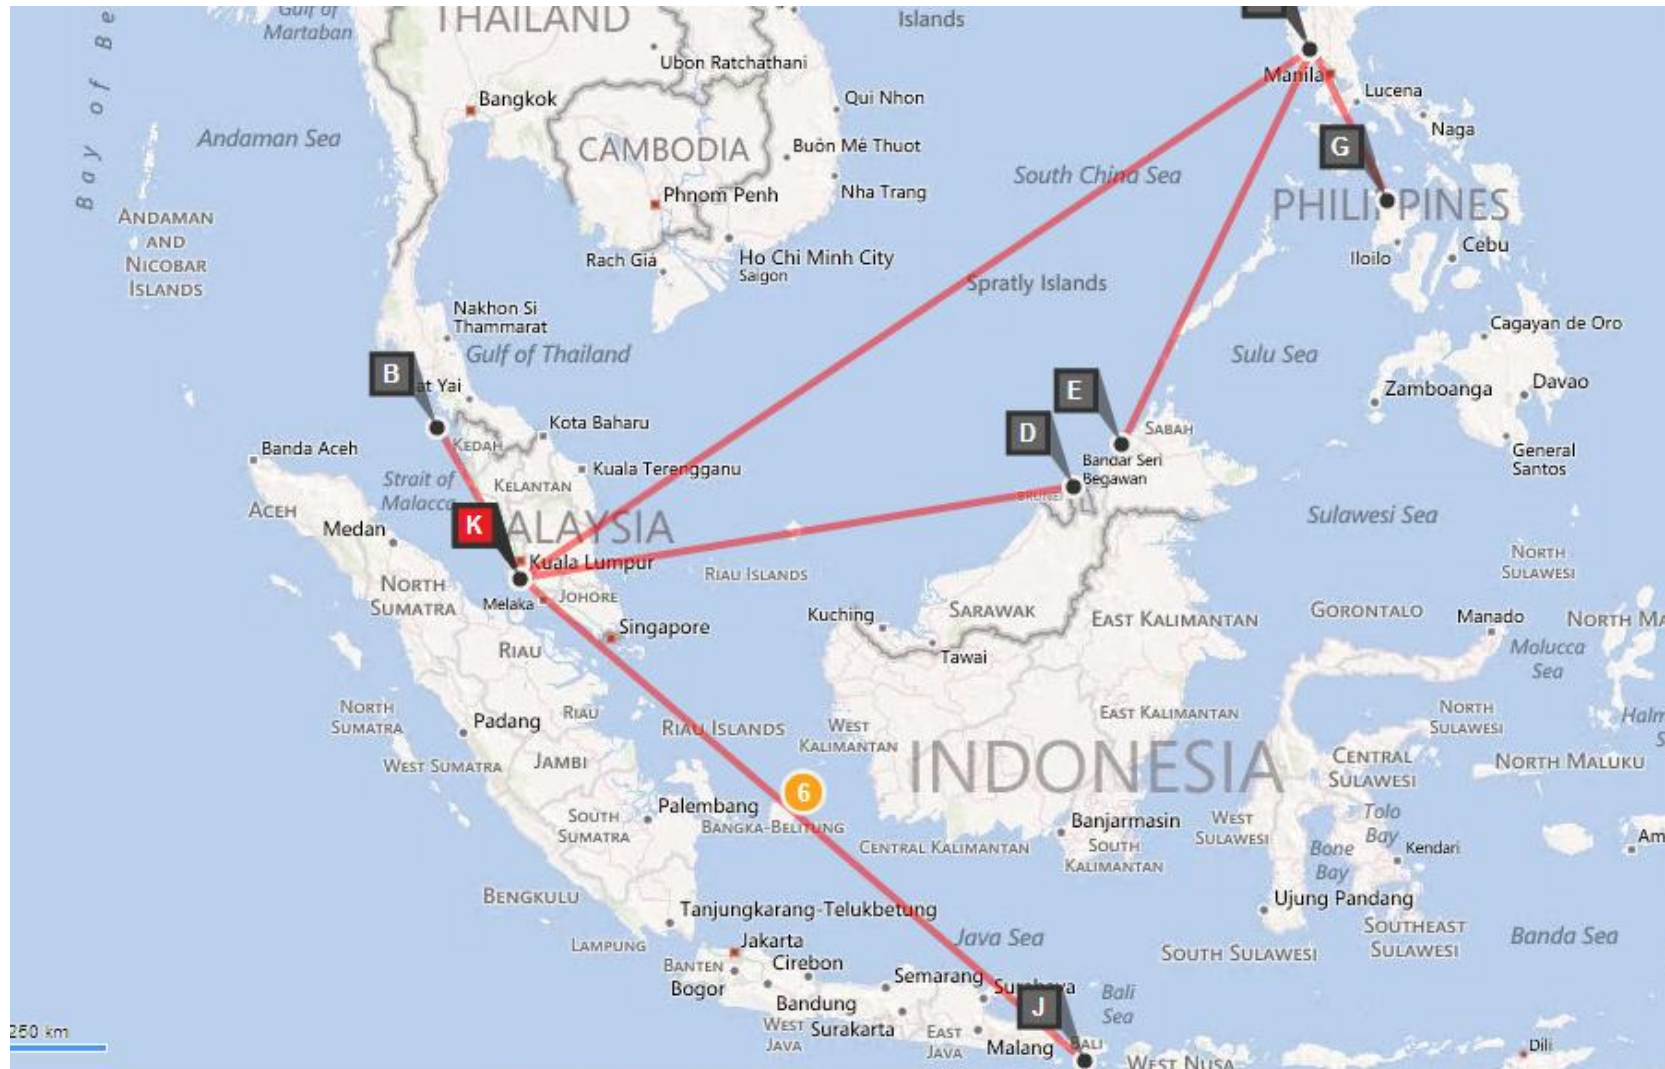 Gulf of
Martaban
THAILAND
Islands
Bay of Be
Ubon Ratchathani
Manila
Lucena
Bangkok
Qui Nhon
Naga
Andaman Sea
CAMBODIA
Buôn Mê Thuot
G
South China Sea
Phnom Penh
Nha Trang
PHILIPPINES
ANDAMAN
AND
NICOBAR
ISLANDS
Rach Giá
Ho Chi Minh City
Saigon
Iloilo
Cebu
Spratly Islands
Nakhon Si
Thammarat
Gulf of Thailand
Cagayan de Oro
Sulu Sea
B
at Yai
E
Zamboanga
Davao
Kota Baharu
D
SABAH
KEDAH
Banda Aceh
Kuala Terengganu
Bandar Seri
Begawan
General
Santos
Strait of
Malacca
KELANTAN
BRUNEI
ACEH
Medan
K
ALAYSIA
Sulawesi Sea
Kuala Lumpur
RIAU ISLANDS
NORTH
SULAWESI
NORTH
SUMATRA
Melaka
JOHORE
Kuching
SARAWAK
EAST KALIMANTAN
GORONTALO
Manado
NORTH MA
Singapore
RIAU
Tawai
Molucca
Sea
NORTH
SUMATRA
Padang
RIAU
RIAU ISLANDS
WEST
KALIMANTAN
EAST KALIMANTAN
NORTH
SULAWESI
Halm
S
WEST SUMATRA
JAMBI
INDONESIA
CENTRAL
SULAWESI
NORTH MALUKU
6
Palembang
SOUTH
SUMATRA
BANGKA-BELITUNG
Banjarmasin
WEST
SULAWESI
Tolo
Bay
CENTRAL KALIMANTAN
SOUTH
KALIMANTAN
Bone
Bay
Kendari
Am
BENGKULU
Tanjungkarang-Telukbetung
Ujung Pandang
LAMPUNG
Jakarta
Java Sea
SOUTH SULAWESI
SOUTHEAST
SULAWESI
Banda Sea
BANTEN
Bogor
Cirebon
Semarang
Surabaya
Bali
Sea
Bandung
J
250 km
WEST
JAVA
Surakarta
EAST
JAVA
Malang
BALI
WEST NUSA
Dili